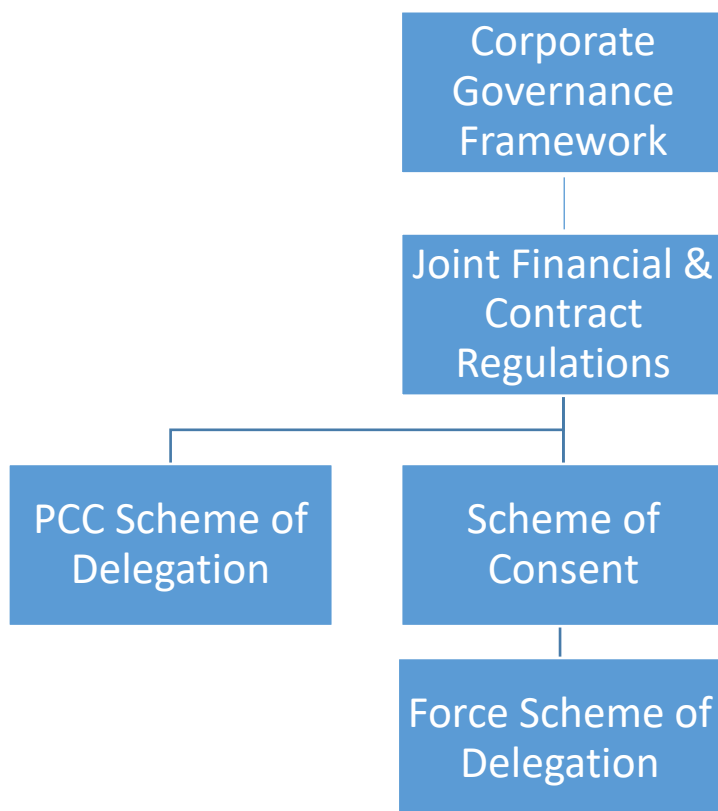 Corporate
Governance
Framework
Joint Financial &
Contract
Regulations
PCC Scheme of
Delegation
Scheme of
Consent
Force Scheme of
Delegation